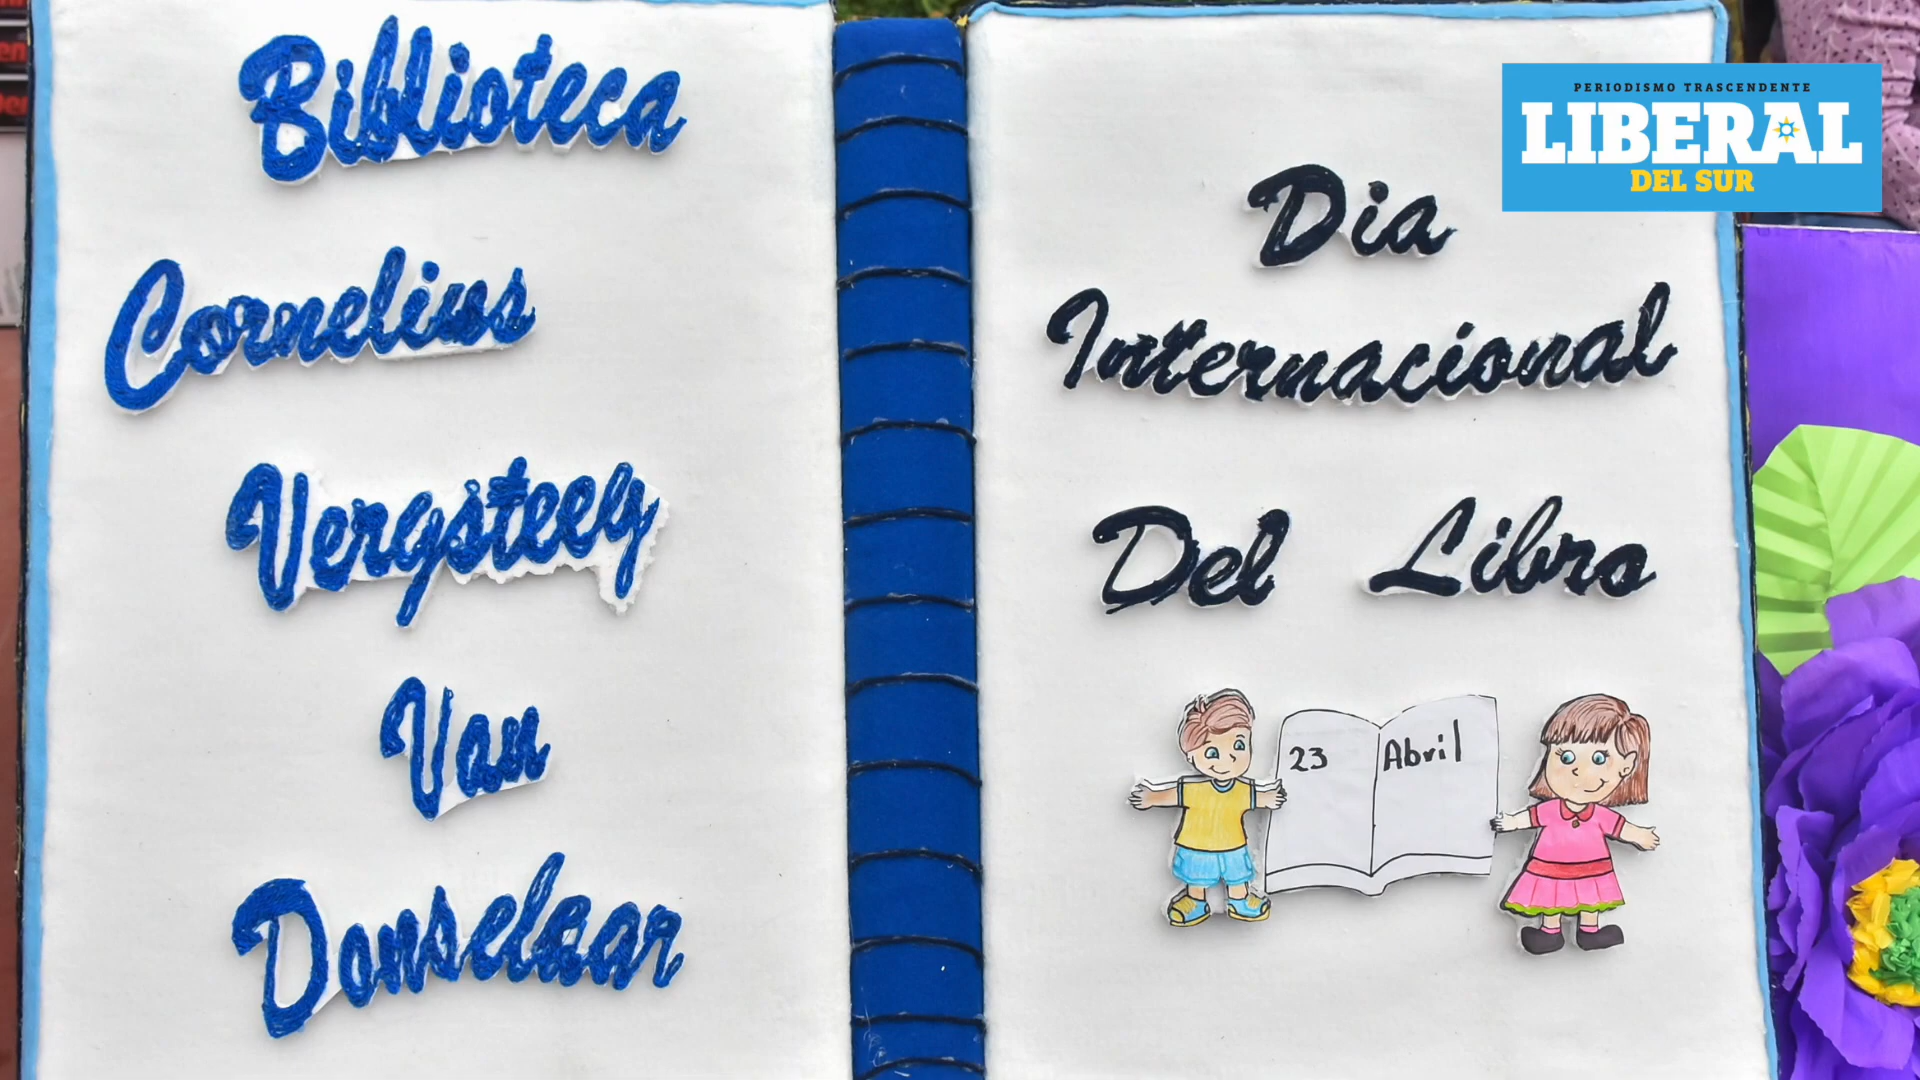 Biblioteca
Cornelius
Vergsteeg
Van
Donselaar
Dia
Internacional
Del Libro
23 Abril
PERIODISMO TRASCENDENTE
LIBERAL
DEL SUR